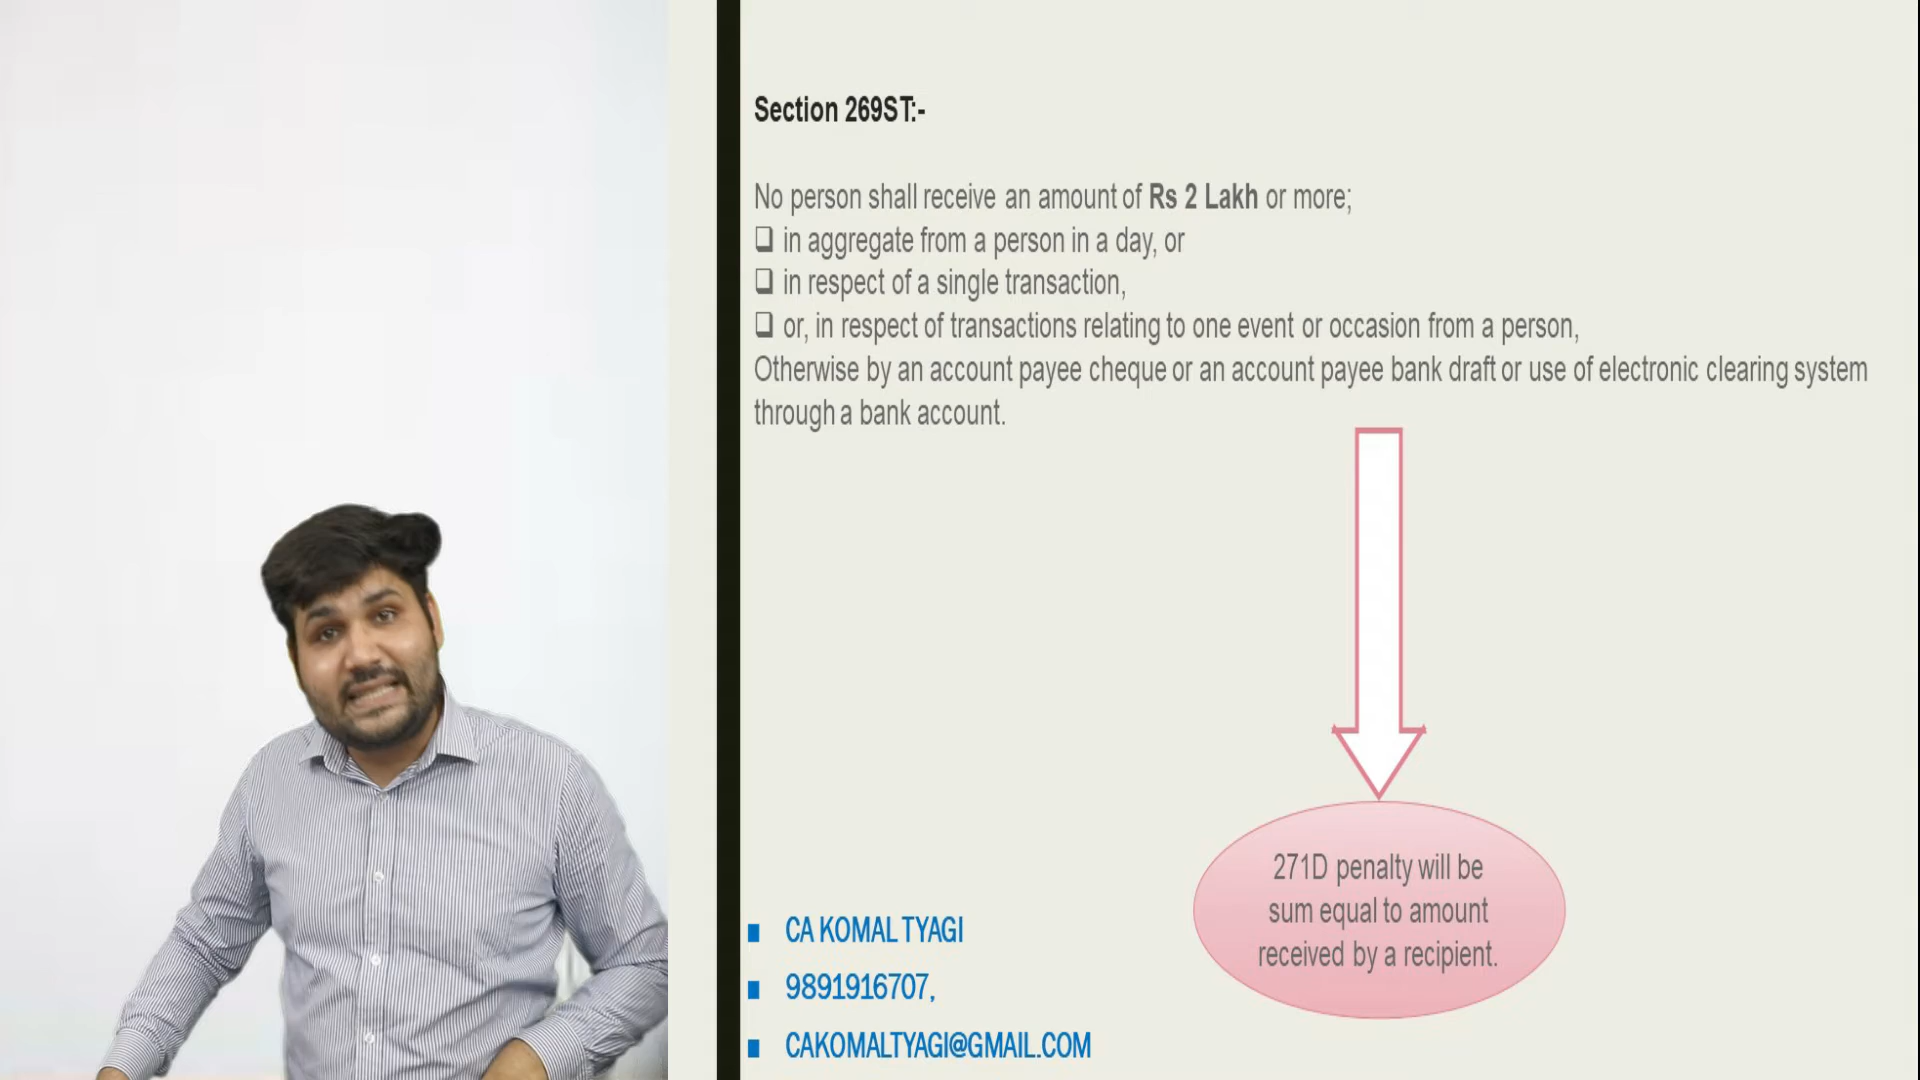 Section 269ST:-
No person shall receive an amount of Rs 2 Lakh or more;
❑ in aggregate from a person in a day, or
❑ in respect of a single transaction,
❑ or, in respect of transactions relating to one event or occasion from a person,
Otherwise by an account payee cheque or an account payee bank draft or use of electronic clearing system
through a bank account.
271D penalty will be
sum equal to amount
received by a recipient.
▪ CA KOMAL TYAGI
▪ 9891916707,
▪ CAKOMALTYAGI@GMAIL.COM